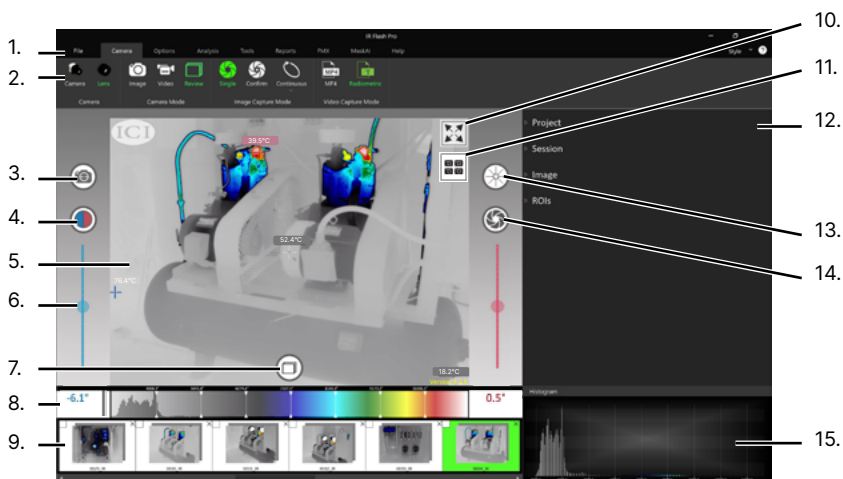 IR Flash Pro
1. File Camera Options Analysis Tools Reports FMX MaskAI Help Style
2. Camera Lens Image Video Review Single Confirm Continuous MP4 Radiometric
Camera Camera Mode Image Capture Mode Video Capture Mode
10.
11.
12.
ICI
39.5°C
Project
Session
Image
ROIs
3.
4.
13.
52.4°C
5.
14.
6.
7.
18.2°C
Histogram
8. -6.1° 0.5°
9.
15.